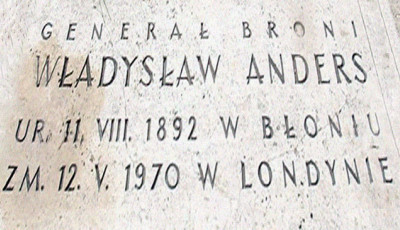 GENERAŁ BRONI
WŁADYSŁAW ANDERS
UR. 11. VIII. 1892 W BŁONIU
ZM. 12. V. 1970 W LONDYNIE